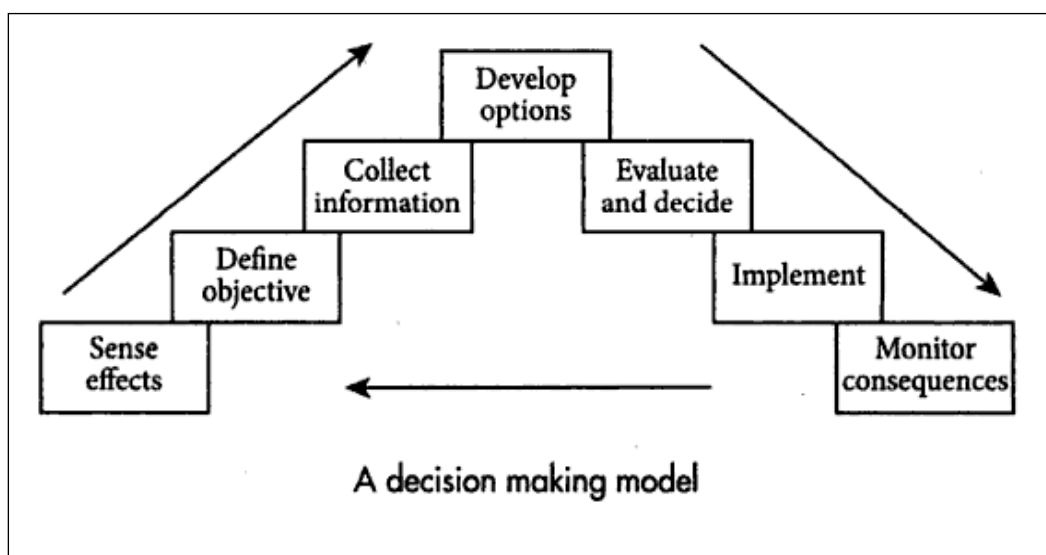 Develop
options
Collect
information
Evaluate
and decide
Define
objective
Implement
Sense
effects
Monitor
consequences
A decision making model